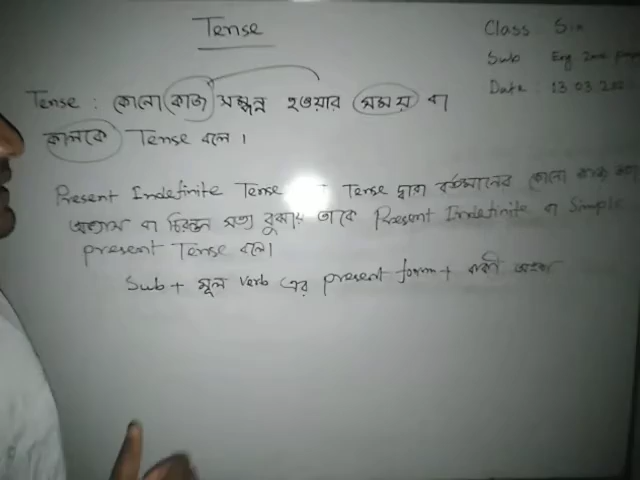 Tense
Class: Six
Sub Eng 2nd paper
Date: 13 03 202
Tense: কোনো কাজ সম্পন্ন হওয়ার সময় বা
কালকে Tense বলে।
Present Indefinite Tense Tense দ্বারা বর্তমানের কোনো কাজ
অভ্যাস বা চিরন্তন সত্য বুঝায় তাকে Present Indefinite বা Simple
present Tense বলে।
Sub + মূল verb এর present form + বাকী অংশ